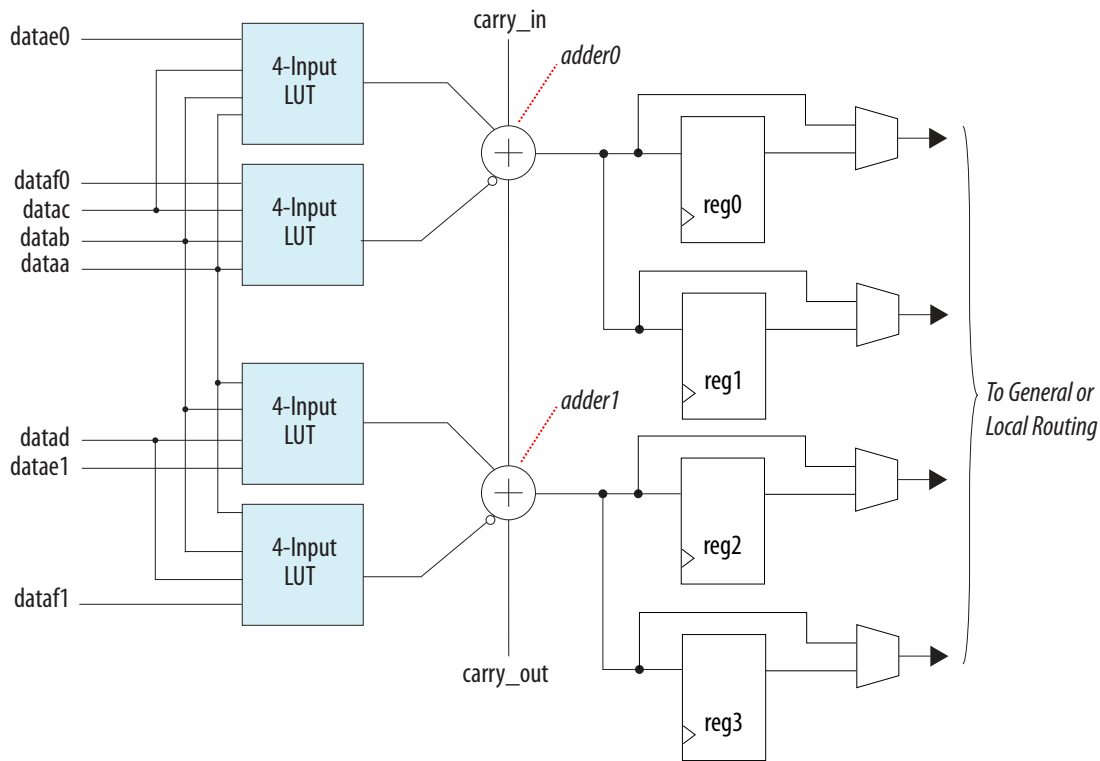 carry_in
datae0
adder0
4-Input
LUT
dataf0
datac
datab
dataa
4-Input
LUT
reg0
reg1
To General or
Local Routing
adder1
4-Input
LUT
datad
datae1
4-Input
LUT
reg2
dataf1
carry_out
reg3